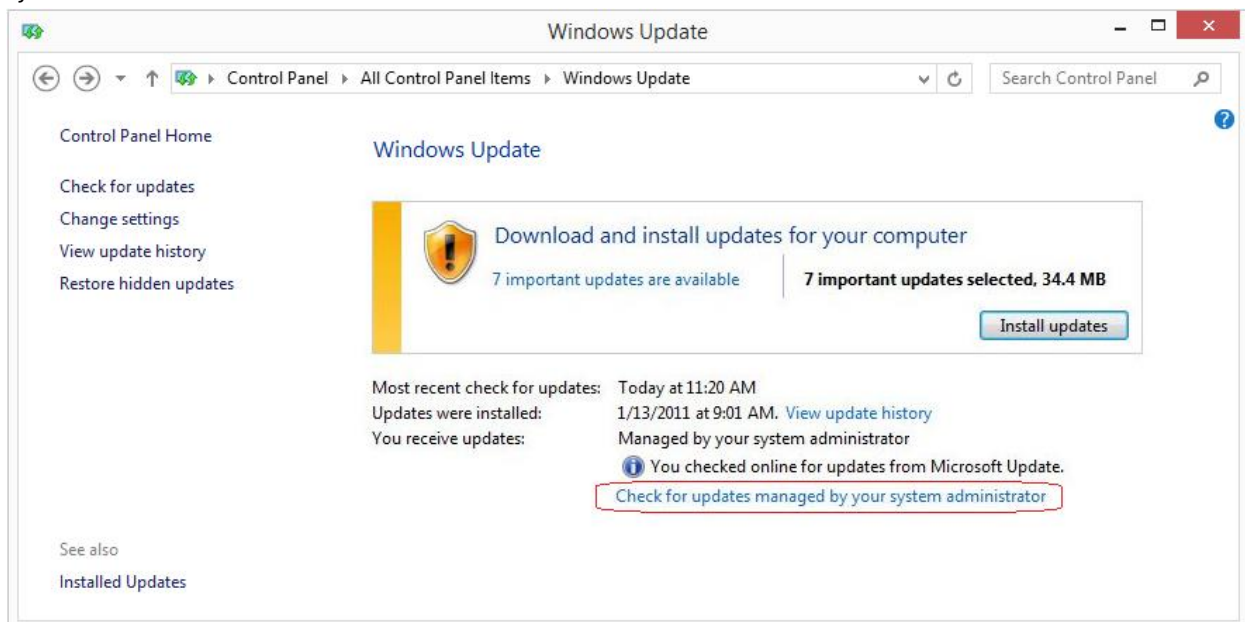 Windows Update
Control Panel ▸ All Control Panel Items ▸ Windows Update
Search Control Panel
Control Panel Home
Check for updates
Change settings
View update history
Restore hidden updates
See also
Installed Updates
Windows Update
Download and install updates for your computer
7 important updates are available
7 important updates selected, 34.4 MB
Install updates
Most recent check for updates: Today at 11:20 AM
Updates were installed: 1/13/2011 at 9:01 AM. View update history
You receive updates: Managed by your system administrator
You checked online for updates from Microsoft Update.
Check for updates managed by your system administrator